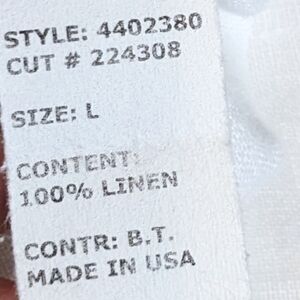 STYLE: 4402380
CUT # 224308
SIZE: L
CONTENT:
100% LINEN
CONTR: B.T.
MADE IN USA